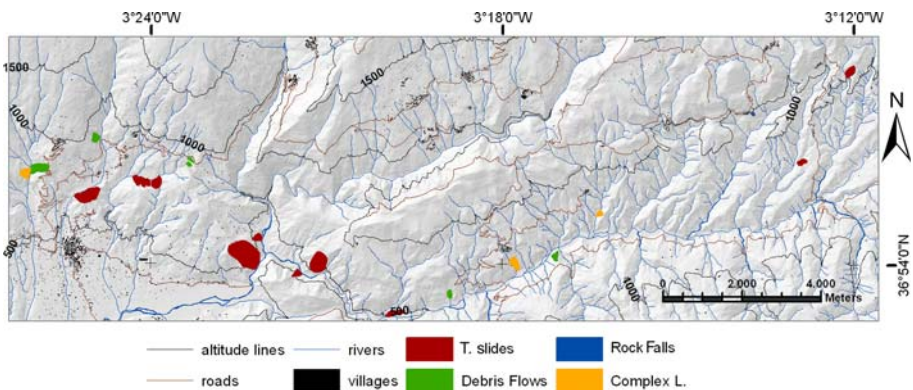 3°24'0"W 3°18'0"W 3°12'0"W
1500
1500
1000
1000
1000
N
500
36°54'0"N
1000
500
0 2.000 4.000
Meters
altitude lines rivers T. slides Rock Falls
roads villages Debris Flows Complex L.